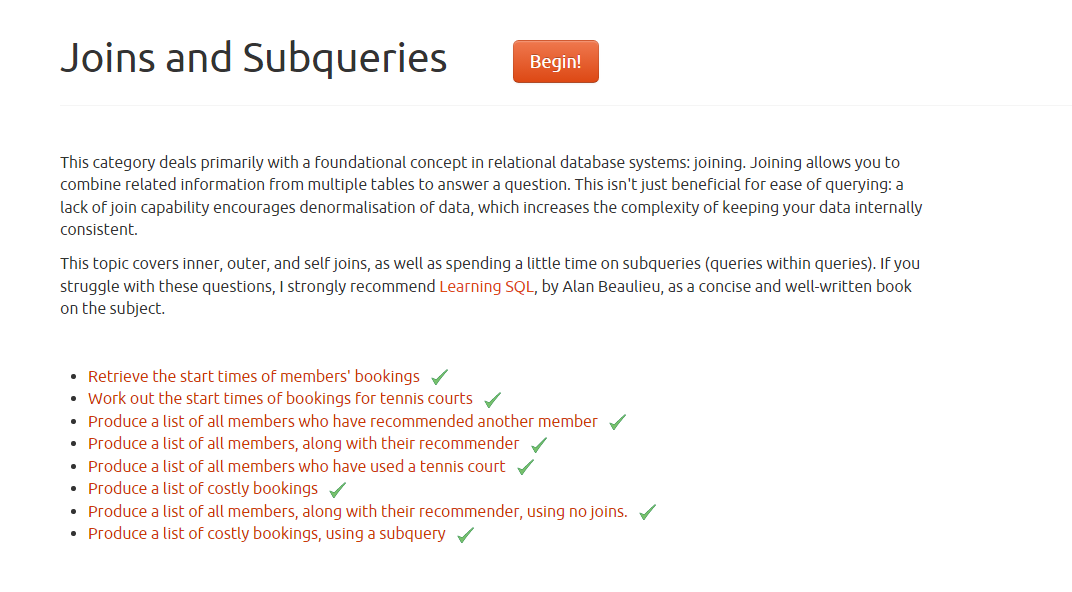 Joins and Subqueries
Begin!
This category deals primarily with a foundational concept in relational database systems: joining. Joining allows you to
combine related information from multiple tables to answer a question. This isn't just beneficial for ease of querying: a
lack of join capability encourages denormalisation of data, which increases the complexity of keeping your data internally
consistent.
This topic covers inner, outer, and self joins, as well as spending a little time on subqueries (queries within queries). If you
struggle with these questions, I strongly recommend Learning SQL, by Alan Beaulieu, as a concise and well-written book
on the subject.
Retrieve the start times of members' bookings
Work out the start times of bookings for tennis courts
Produce a list of all members who have recommended another member
Produce a list of all members, along with their recommender
Produce a list of all members who have used a tennis court
Produce a list of costly bookings
Produce a list of all members, along with their recommender, using no joins.
Produce a list of costly bookings, using a subquery